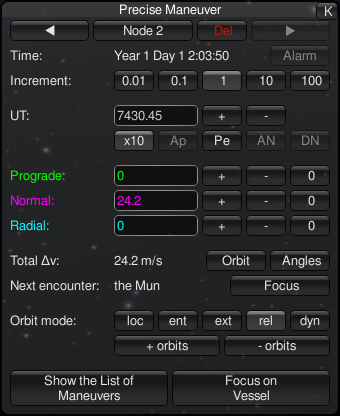 Precise Maneuver K
◀ Node 2 Del ▶
Time: Year 1 Day 1 2:03:50 Alarm
Increment: 0.01 0.1 1 10 100
UT: 7430.45 + -
x10 Ap Pe AN DN
Prograde: 0 + - 0
Normal: 24.2 + - 0
Radial: 0 + - 0
Total Δv: 24.2 m/s Orbit Angles
Next encounter: the Mun Focus
Orbit mode: loc ent ext rel dyn
+ orbits - orbits
Show the List of Maneuvers Focus on Vessel